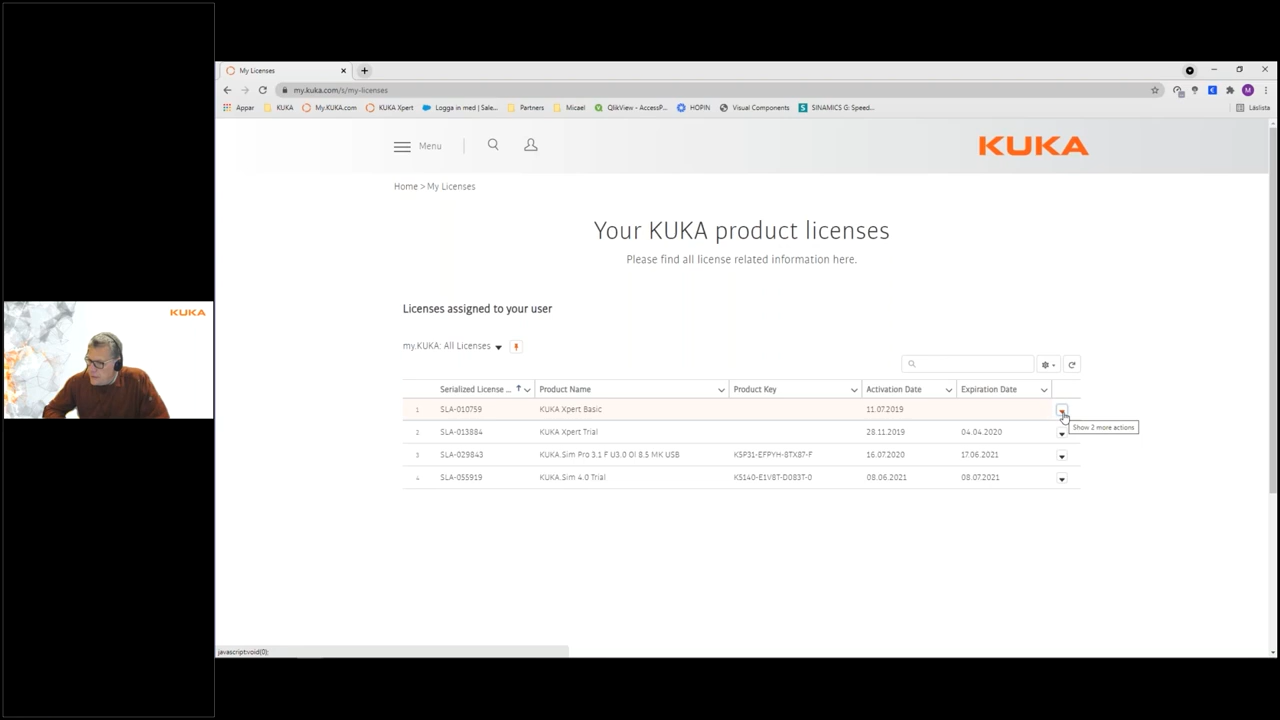 My Licenses
my.kuka.com/s/my-licenses
Appar KUKA My.KUKA.com KUKA Xpert Logga in med | Sale... Partners Micael QlikView - AccessP... HOPIN Visual Components SINAMICS G: Speed... Läslista
Menu
KUKA
Home > My Licenses
Your KUKA product licenses
Please find all license related information here.
KUKA
Licenses assigned to your user
my.KUKA: All Licenses
Serialized License ... Product Name Product Key Activation Date Expiration Date
1 SLA-010759 KUKA Xpert Basic 11.07.2019
Show 2 more actions
2 SLA-013884 KUKA Xpert Trial 28.11.2019 04.04.2020
3 SLA-029843 KUKA.Sim Pro 3.1 F U3.0 OI 8.5 MK USB KSP31-EFPYH-8TX87-F 16.07.2020 17.06.2021
4 SLA-055919 KUKA.Sim 4.0 Trial KS140-E1V8T-D083T-0 08.06.2021 08.07.2021
javascript:void(0);